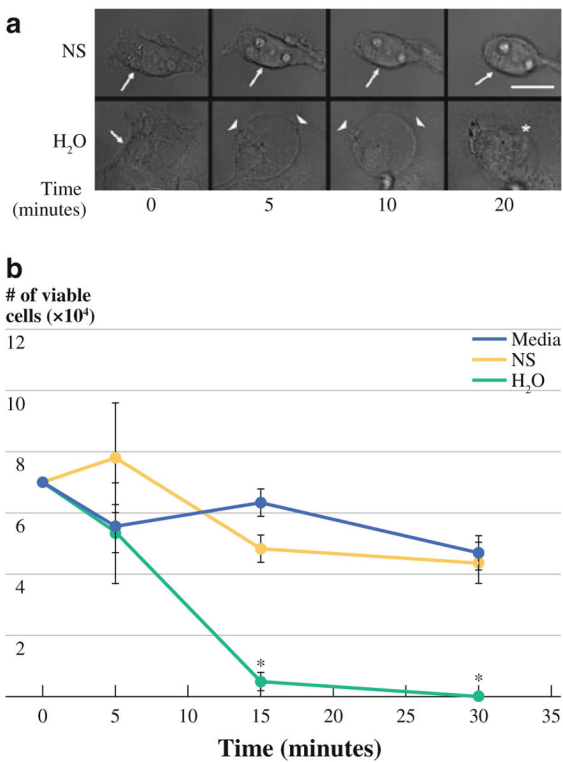 a
NS
*
H₂O
Time
(minutes)
0 5 10 20
b
# of viable
cells (×10⁴)
12
Media
NS
H₂O
10
8
6
4
2
* *
0 5 10 15 20 25 30 35
Time (minutes)